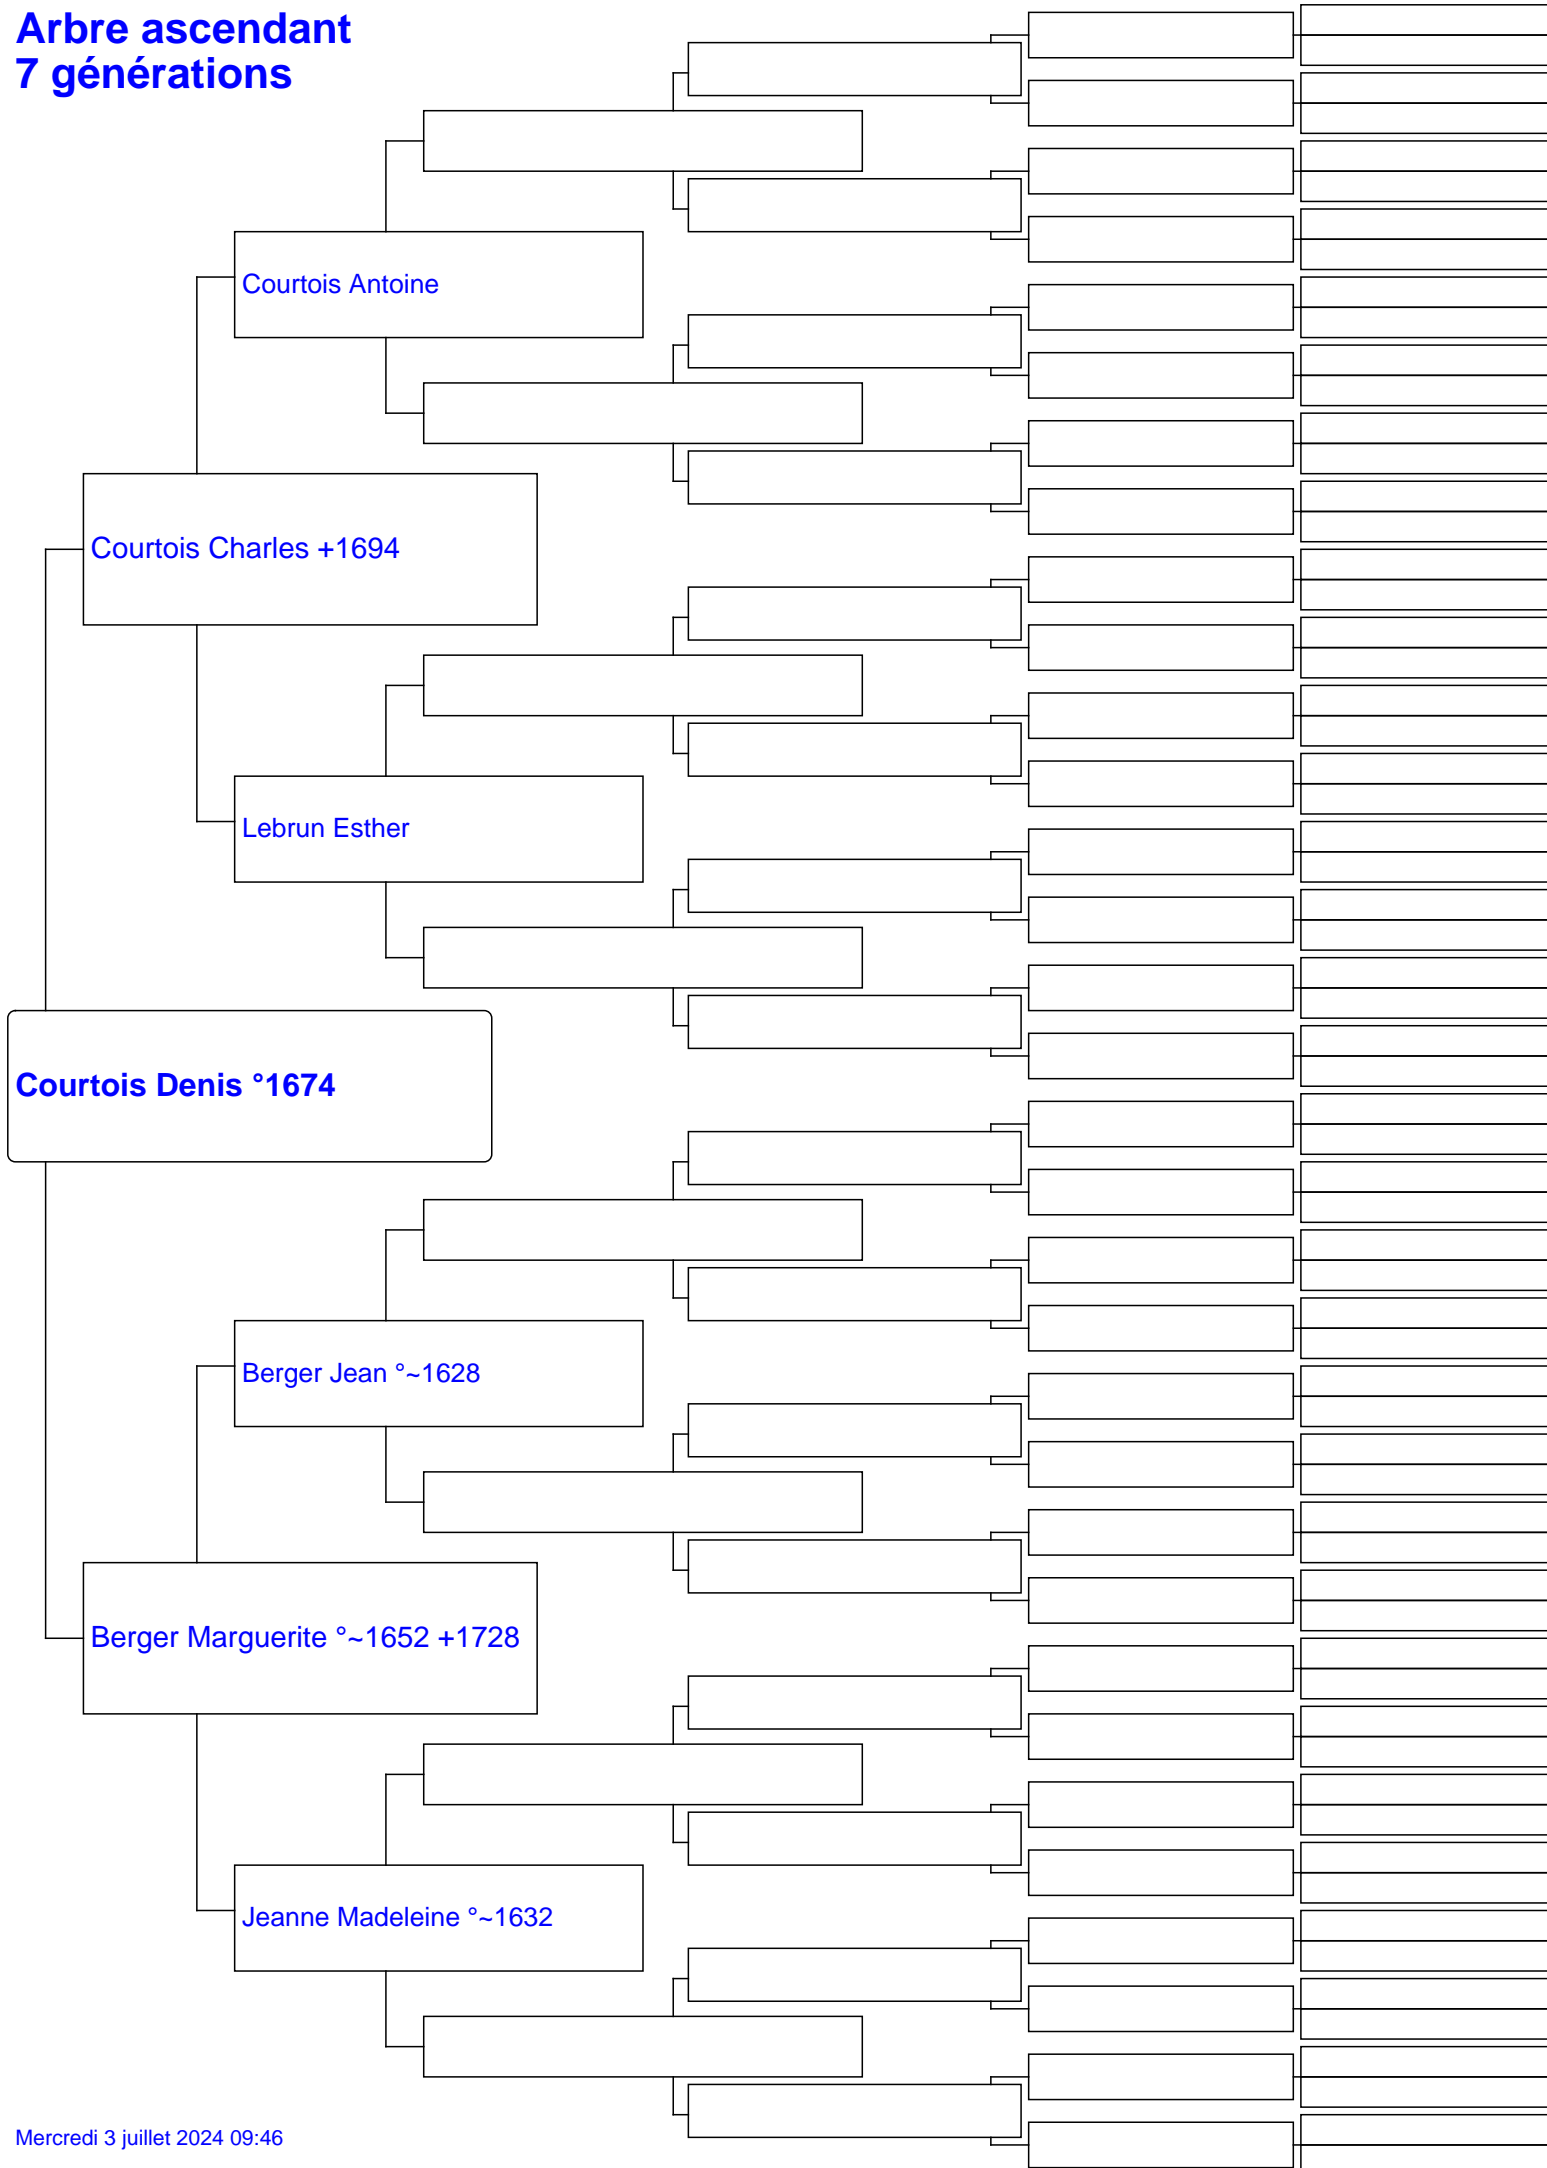 Arbre ascendant
7 générations
Courtois Antoine
Courtois Charles +1694
Lebrun Esther
Courtois Denis °1674
Berger Jean °~1628
Berger Marguerite °~1652 +1728
Jeanne Madeleine °~1632
Mercredi 3 juillet 2024 09:46